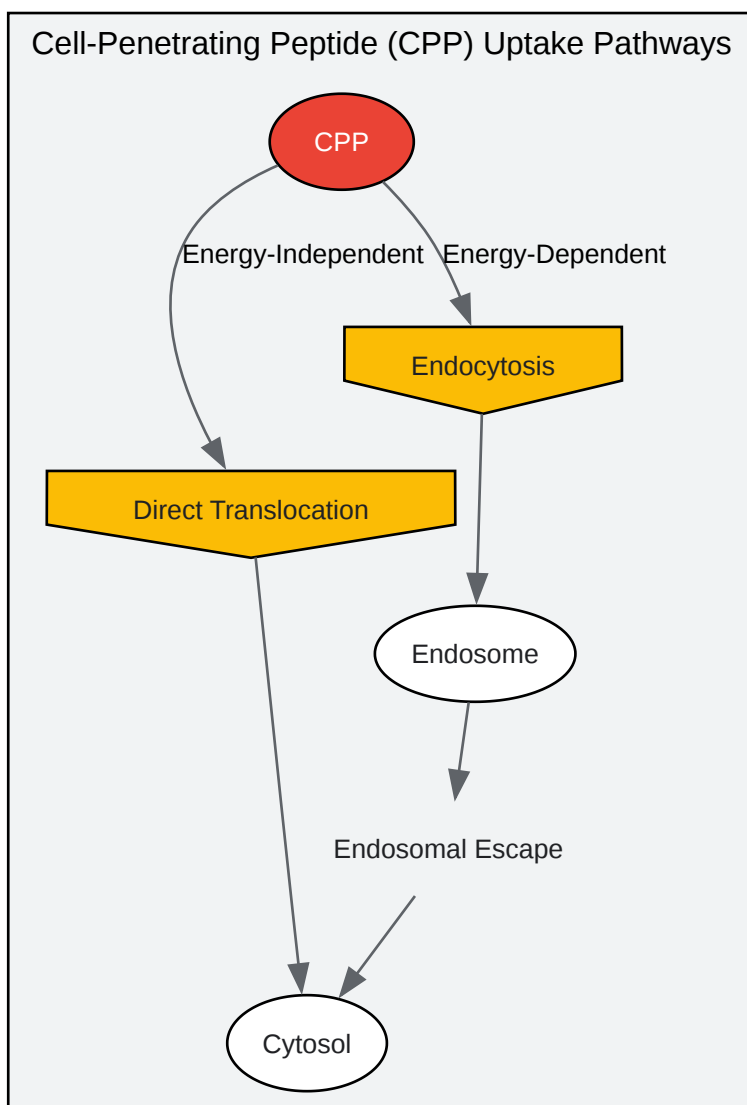 Cell-Penetrating Peptide (CPP) Uptake Pathways
CPP
Energy-Independent
Energy-Dependent
Endocytosis
Direct Translocation
Endosome
Endosomal Escape
Cytosol